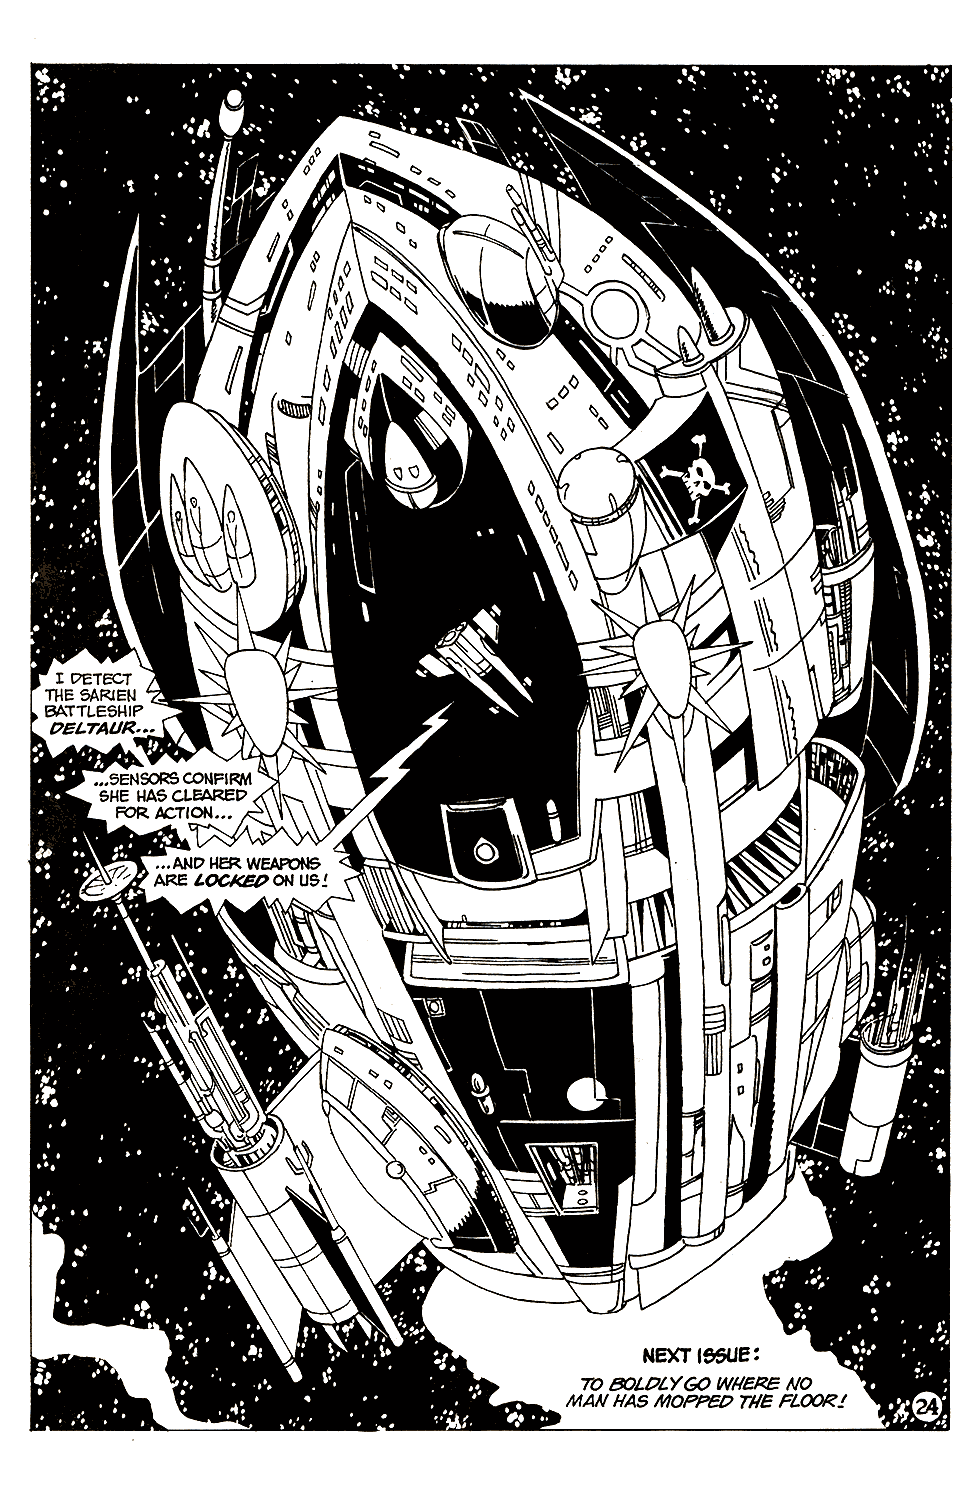 I DETECT
THE SARIEN
BATTLESHIP
DELTAUR...
...SENSORS CONFIRM
SHE HAS CLEARED
FOR ACTION...
...AND HER WEAPONS
ARE LOCKED ON US!
NEXT ISSUE:
TO BOLDLY GO WHERE NO
MAN HAS MOPPED THE FLOOR!
24